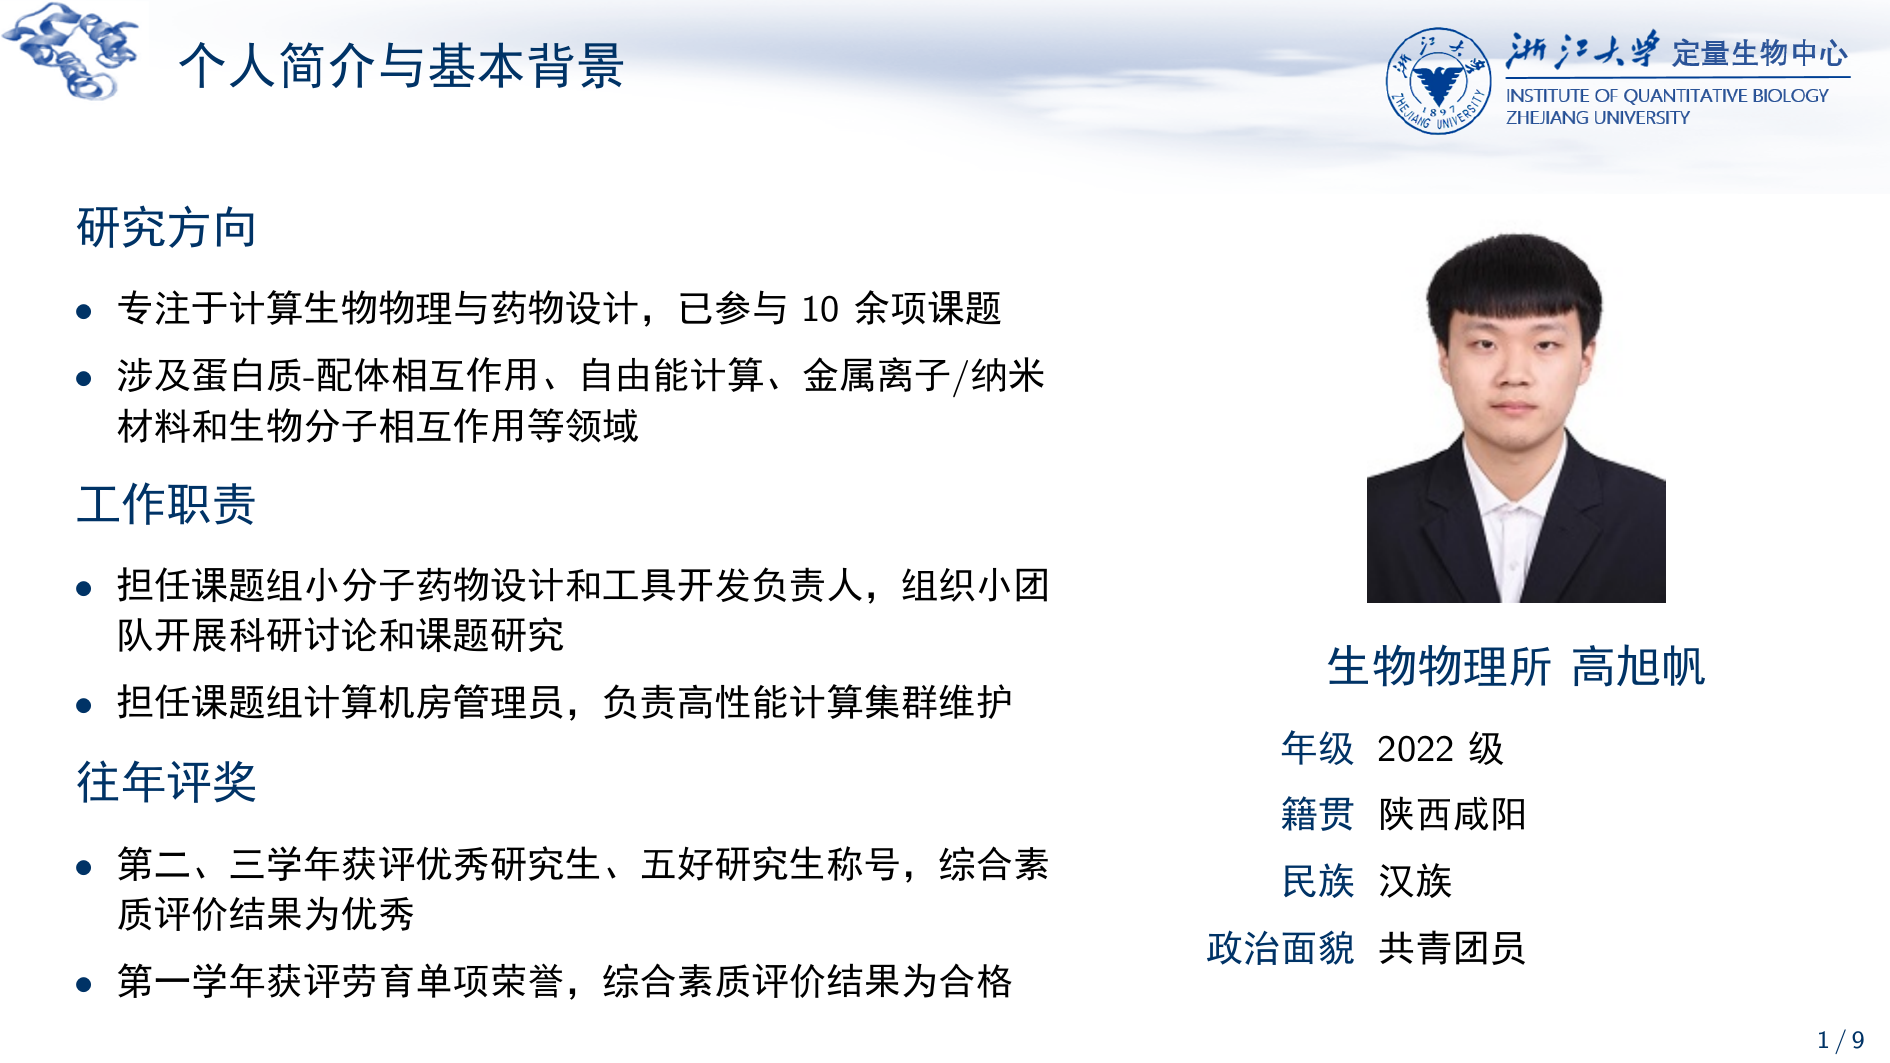 个人简介与基本背景
浙江大学 定量生物中心
INSTITUTE OF QUANTITATIVE BIOLOGY
ZHEJIANG UNIVERSITY
浙江大学
1897
ZHEJIANG UNIVERSITY
研究方向
专注于计算生物物理与药物设计，已参与 10 余项课题
涉及蛋白质-配体相互作用、自由能计算、金属离子/纳米
材料和生物分子相互作用等领域
工作职责
担任课题组小分子药物设计和工具开发负责人，组织小团
队开展科研讨论和课题研究
担任课题组计算机房管理员，负责高性能计算集群维护
往年评奖
第二、三学年获评优秀研究生、五好研究生称号，综合素
质评价结果为优秀
第一学年获评劳育单项荣誉，综合素质评价结果为合格
生物物理所 高旭帆
年级 2022 级
籍贯 陕西咸阳
民族 汉族
政治面貌 共青团员
1 / 9